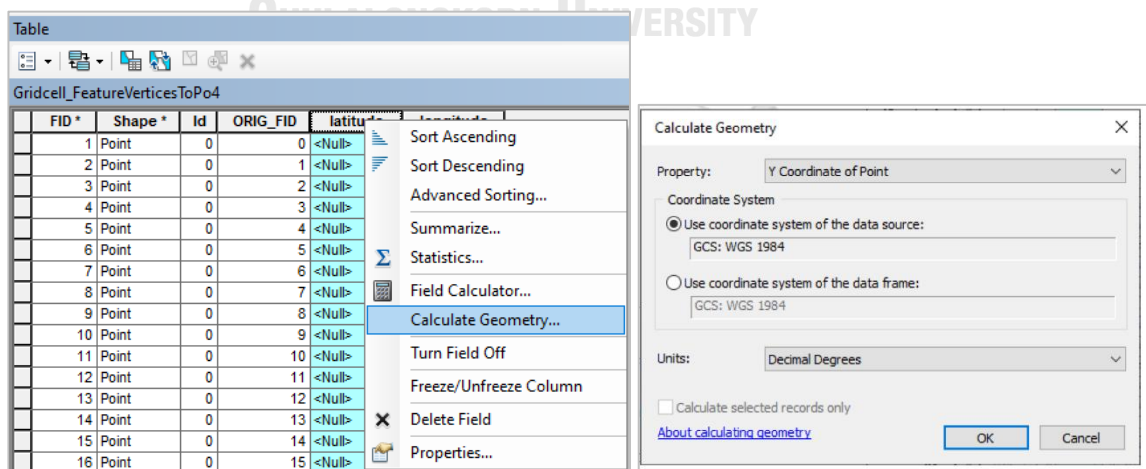 UNIVERSITY
Table
Gridcell_FeatureVerticesToPo4
FID * Shape * Id ORIG_FID
1 Point 0 0 <Null>
2 Point 0 1 <Null>
3 Point 0 2 <Null>
4 Point 0 3 <Null>
5 Point 0 4 <Null>
6 Point 0 5 <Null>
7 Point 0 6 <Null>
8 Point 0 7 <Null>
9 Point 0 8 <Null>
10 Point 0 9 <Null>
11 Point 0 10 <Null>
12 Point 0 11 <Null>
13 Point 0 12 <Null>
14 Point 0 13 <Null>
15 Point 0 14 <Null>
16 Point 0 15 <Null>
Sort Ascending
Sort Descending
Advanced Sorting...
Summarize...
Statistics...
Field Calculator...
Calculate Geometry...
Turn Field Off
Freeze/Unfreeze Column
Delete Field
Properties...
Calculate Geometry
Property: Y Coordinate of Point
Coordinate System
Use coordinate system of the data source:
GCS: WGS 1984
Use coordinate system of the data frame:
GCS: WGS 1984
Units: Decimal Degrees
Calculate selected records only
About calculating geometry
OK Cancel